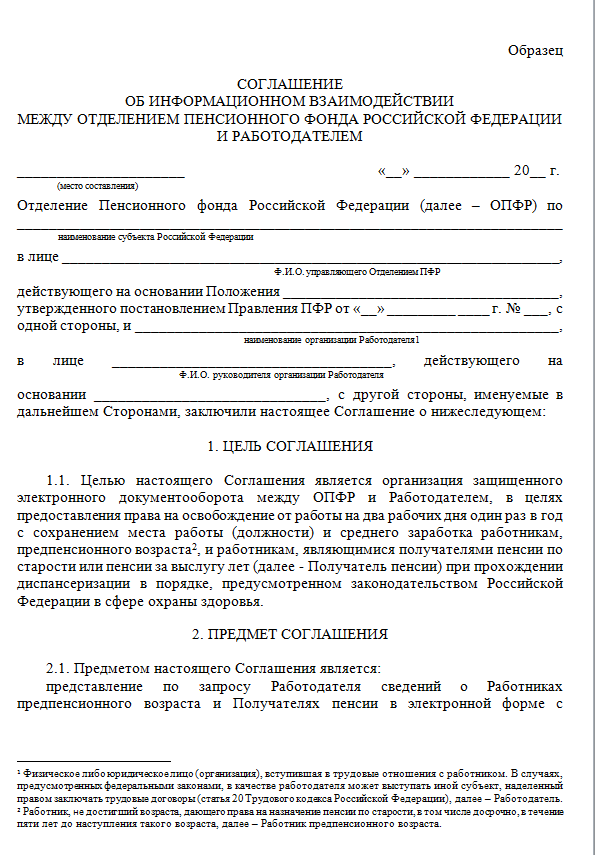 Образец
СОГЛАШЕНИЕ
ОБ ИНФОРМАЦИОННОМ ВЗАИМОДЕЙСТВИИ
МЕЖДУ ОТДЕЛЕНИЕМ ПЕНСИОННОГО ФОНДА РОССИЙСКОЙ ФЕДЕРАЦИИ
И РАБОТОДАТЕЛЕМ
_____________________ «__» ____________ 20__ г.
(место составления)
Отделение Пенсионного фонда Российской Федерации (далее – ОПФР) по
____________________________________________________________________
наименование субъекта Российской Федерации
в лице ______________________________________________________________,
Ф.И.О. управляющего Отделением ПФР
действующего на основании Положения __________________________________,
утвержденного постановлением Правления ПФР от «__» _________ ____ г. № ___, с
одной стороны, и _____________________________________________________,
наименование организации Работодателя1
в лице ___________________________________, действующего на
Ф.И.О. руководителя организации Работодателя
основании _____________________________, с другой стороны, именуемые в
дальнейшем Сторонами, заключили настоящее Соглашение о нижеследующем:
1. ЦЕЛЬ СОГЛАШЕНИЯ
1.1. Целью настоящего Соглашения является организация защищенного
электронного документооборота между ОПФР и Работодателем, в целях
предоставления права на освобождение от работы на два рабочих дня один раз в год
с сохранением места работы (должности) и среднего заработка работникам,
предпенсионного возраста², и работникам, являющимися получателями пенсии по
старости или пенсии за выслугу лет (далее - Получатель пенсии) при прохождении
диспансеризации в порядке, предусмотренном законодательством Российской
Федерации в сфере охраны здоровья.
2. ПРЕДМЕТ СОГЛАШЕНИЯ
2.1. Предметом настоящего Соглашения является:
представление по запросу Работодателя сведений о Работниках
предпенсионного возраста и Получателях пенсии в электронной форме с
¹ Физическое либо юридическое лицо (организация), вступившая в трудовые отношения с работником. В случаях,
предусмотренных федеральными законами, в качестве работодателя может выступать иной субъект, наделенный
правом заключать трудовые договоры (статья 20 Трудового кодекса Российской Федерации), далее – Работодатель.
² Работник, не достигший возраста, дающего права на назначение пенсии по старости, в том числе досрочно, в течение
пяти лет до наступления такого возраста, далее – Работник предпенсионного возраста.